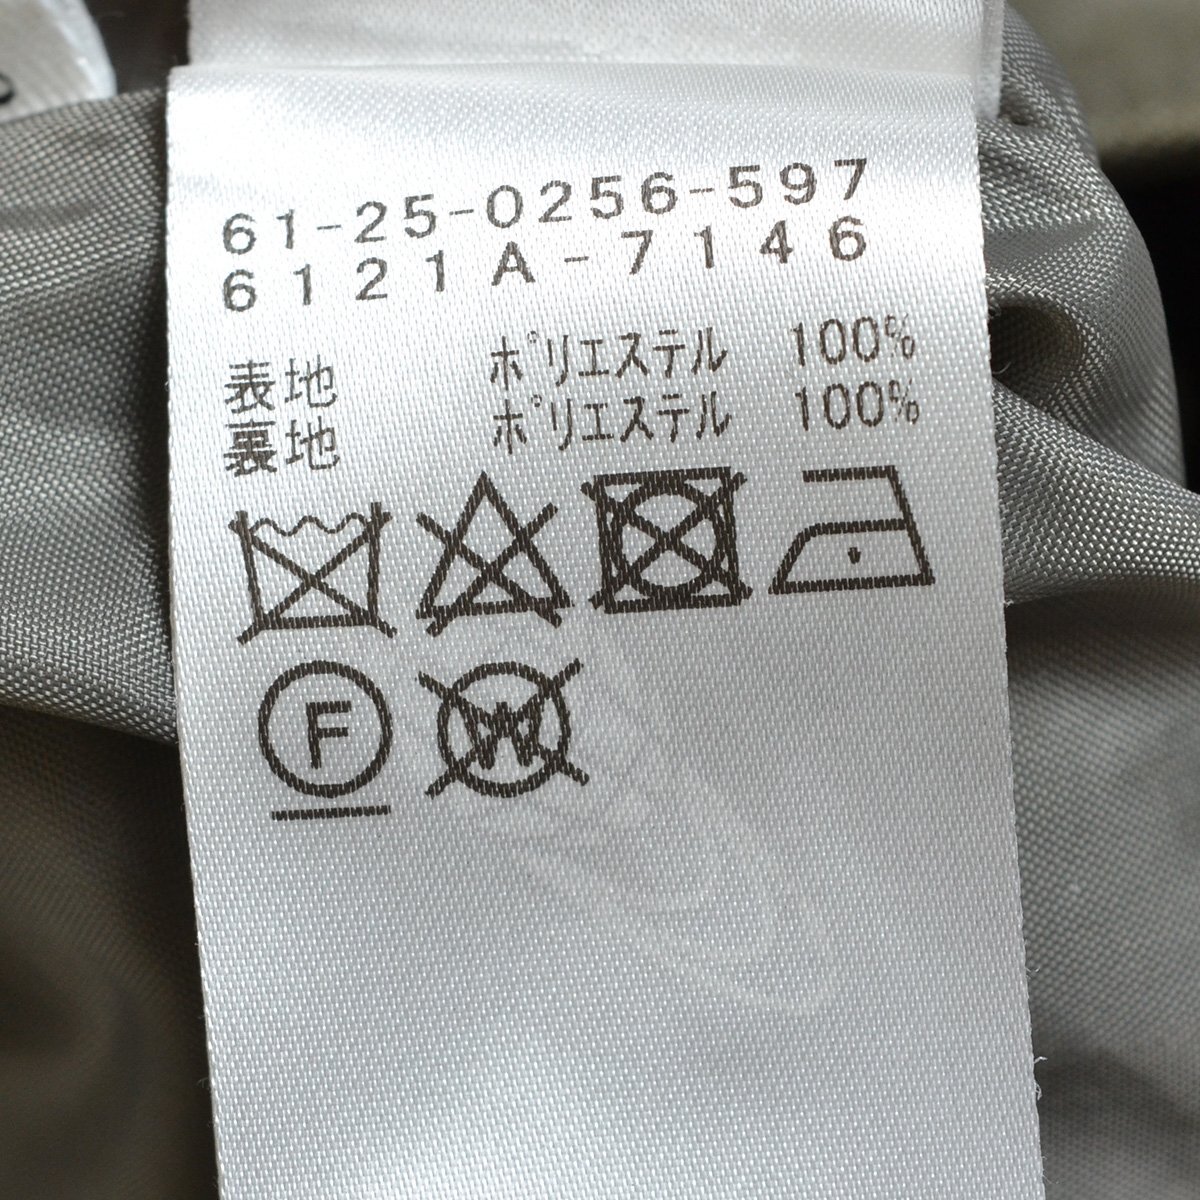 61-25-0256-597
6121A-7146
表地 ポリエステル 100%
裏地 ポリエステル 100%
F
W